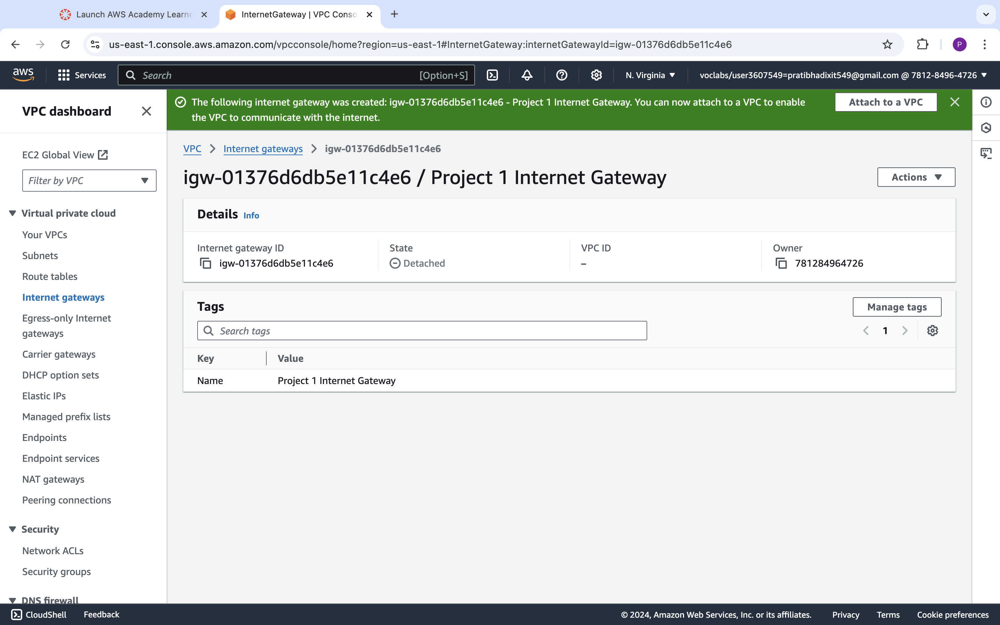 Launch AWS Academy Learne
InternetGateway | VPC Conso
us-east-1.console.aws.amazon.com/vpcconsole/home?region=us-east-1#InternetGateway:internetGatewayId=igw-01376d6db5e11c4e6
P
aws
Services
Search
[Option+S]
N. Virginia
voclabs/user3607549=pratibhadixit549@gmail.com @ 7812-8496-4726
VPC dashboard
EC2 Global View
Filter by VPC
Virtual private cloud
Your VPCs
Subnets
Route tables
Internet gateways
Egress-only Internet
gateways
Carrier gateways
DHCP option sets
Elastic IPs
Managed prefix lists
Endpoints
Endpoint services
NAT gateways
Peering connections
Security
Network ACLs
Security groups
DNS firewall
The following internet gateway was created: igw-01376d6db5e11c4e6 - Project 1 Internet Gateway. You can now attach to a VPC to enable
the VPC to communicate with the internet.
Attach to a VPC
VPC
Internet gateways
igw-01376d6db5e11c4e6
igw-01376d6db5e11c4e6 / Project 1 Internet Gateway
Actions
Details Info
Internet gateway ID
igw-01376d6db5e11c4e6
State
Detached
VPC ID
–
Owner
781284964726
Tags
Manage tags
Search tags
1
Key
Value
Name
Project 1 Internet Gateway
CloudShell
Feedback
© 2024, Amazon Web Services, Inc. or its affiliates.
Privacy
Terms
Cookie preferences